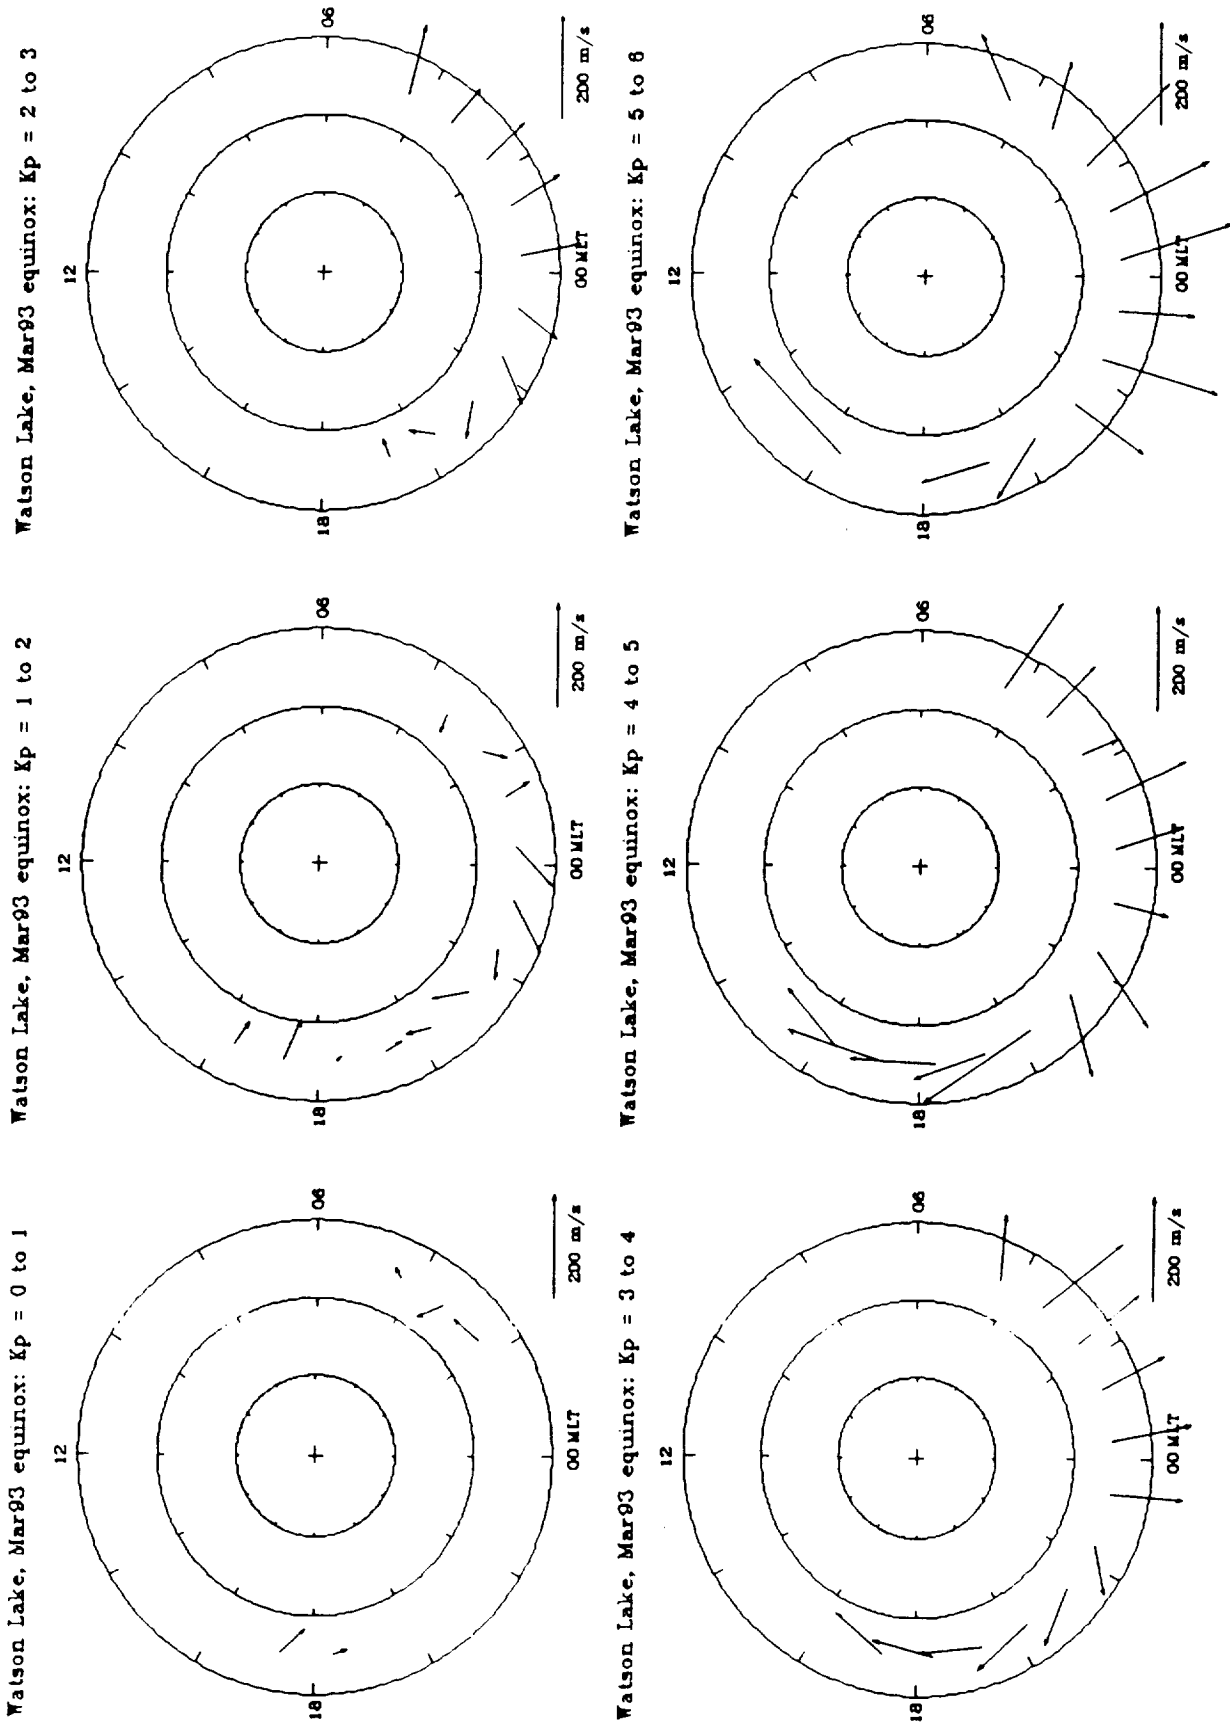 Watson Lake, Mar93 equinox: Kp = 0 to 1
12
18
06
00 MLT
200 m/s
Watson Lake, Mar93 equinox: Kp = 1 to 2
12
18
06
00 MLT
200 m/s
Watson Lake, Mar93 equinox: Kp = 2 to 3
12
18
06
00 MLT
200 m/s
Watson Lake, Mar93 equinox: Kp = 3 to 4
12
18
06
00 MLT
200 m/s
Watson Lake, Mar93 equinox: Kp = 4 to 5
12
18
06
00 MLT
200 m/s
Watson Lake, Mar93 equinox: Kp = 5 to 6
12
18
06
00 MLT
200 m/s